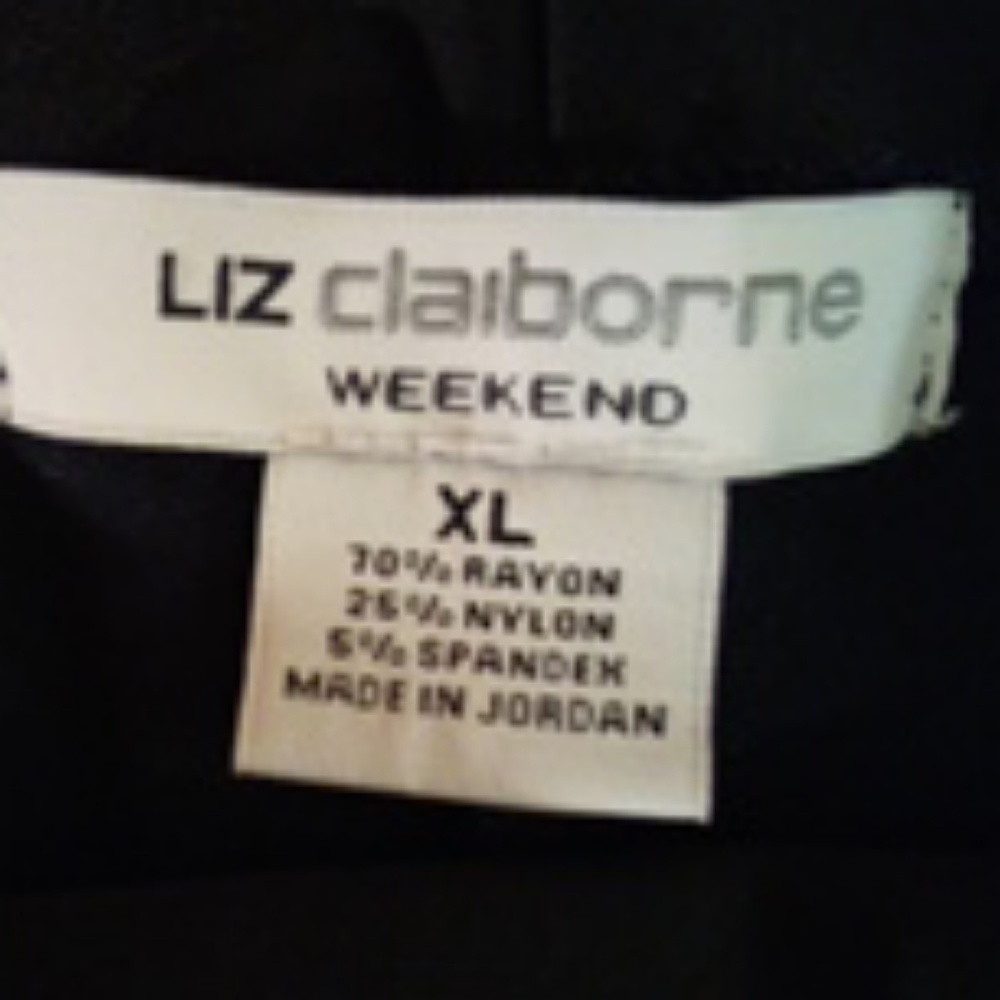 LIZ claiborne
WEEKEND
XL
70% RAYON
25% NYLON
5% SPANDEX
MADE IN JORDAN